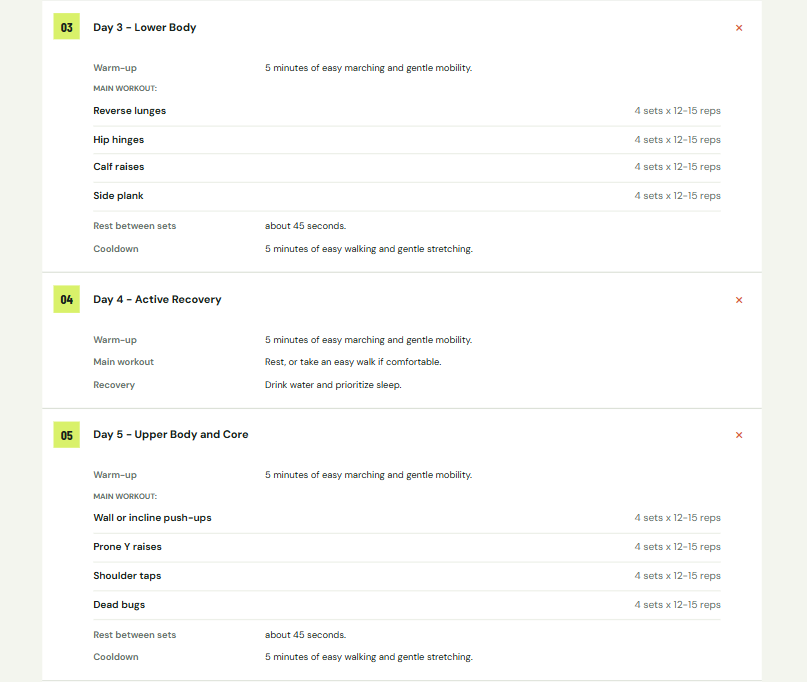 03 Day 3 - Lower Body ×
Warm-up 5 minutes of easy marching and gentle mobility.
MAIN WORKOUT:
Reverse lunges 4 sets x 12-15 reps
Hip hinges 4 sets x 12-15 reps
Calf raises 4 sets x 12-15 reps
Side plank 4 sets x 12-15 reps
Rest between sets about 45 seconds.
Cooldown 5 minutes of easy walking and gentle stretching.
04 Day 4 - Active Recovery ×
Warm-up 5 minutes of easy marching and gentle mobility.
Main workout Rest, or take an easy walk if comfortable.
Recovery Drink water and prioritize sleep.
05 Day 5 - Upper Body and Core ×
Warm-up 5 minutes of easy marching and gentle mobility.
MAIN WORKOUT:
Wall or incline push-ups 4 sets x 12-15 reps
Prone Y raises 4 sets x 12-15 reps
Shoulder taps 4 sets x 12-15 reps
Dead bugs 4 sets x 12-15 reps
Rest between sets about 45 seconds.
Cooldown 5 minutes of easy walking and gentle stretching.